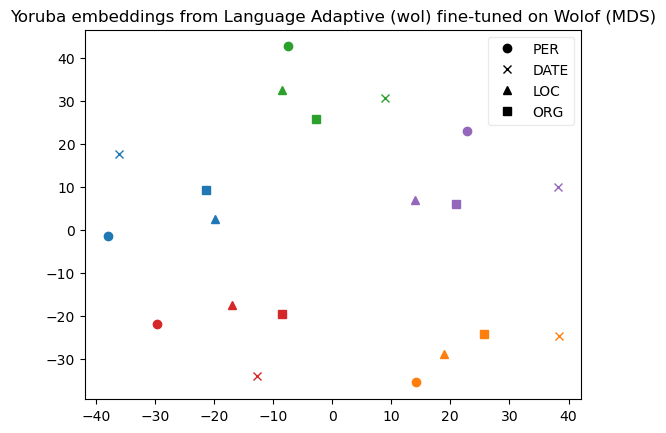 Yoruba embeddings from Language Adaptive (wol) fine-tuned on Wolof (MDS)
PER
DATE
LOC
ORG
40
30
20
10
0
−10
−20
−30
−40 −30 −20 −10 0 10 20 30 40